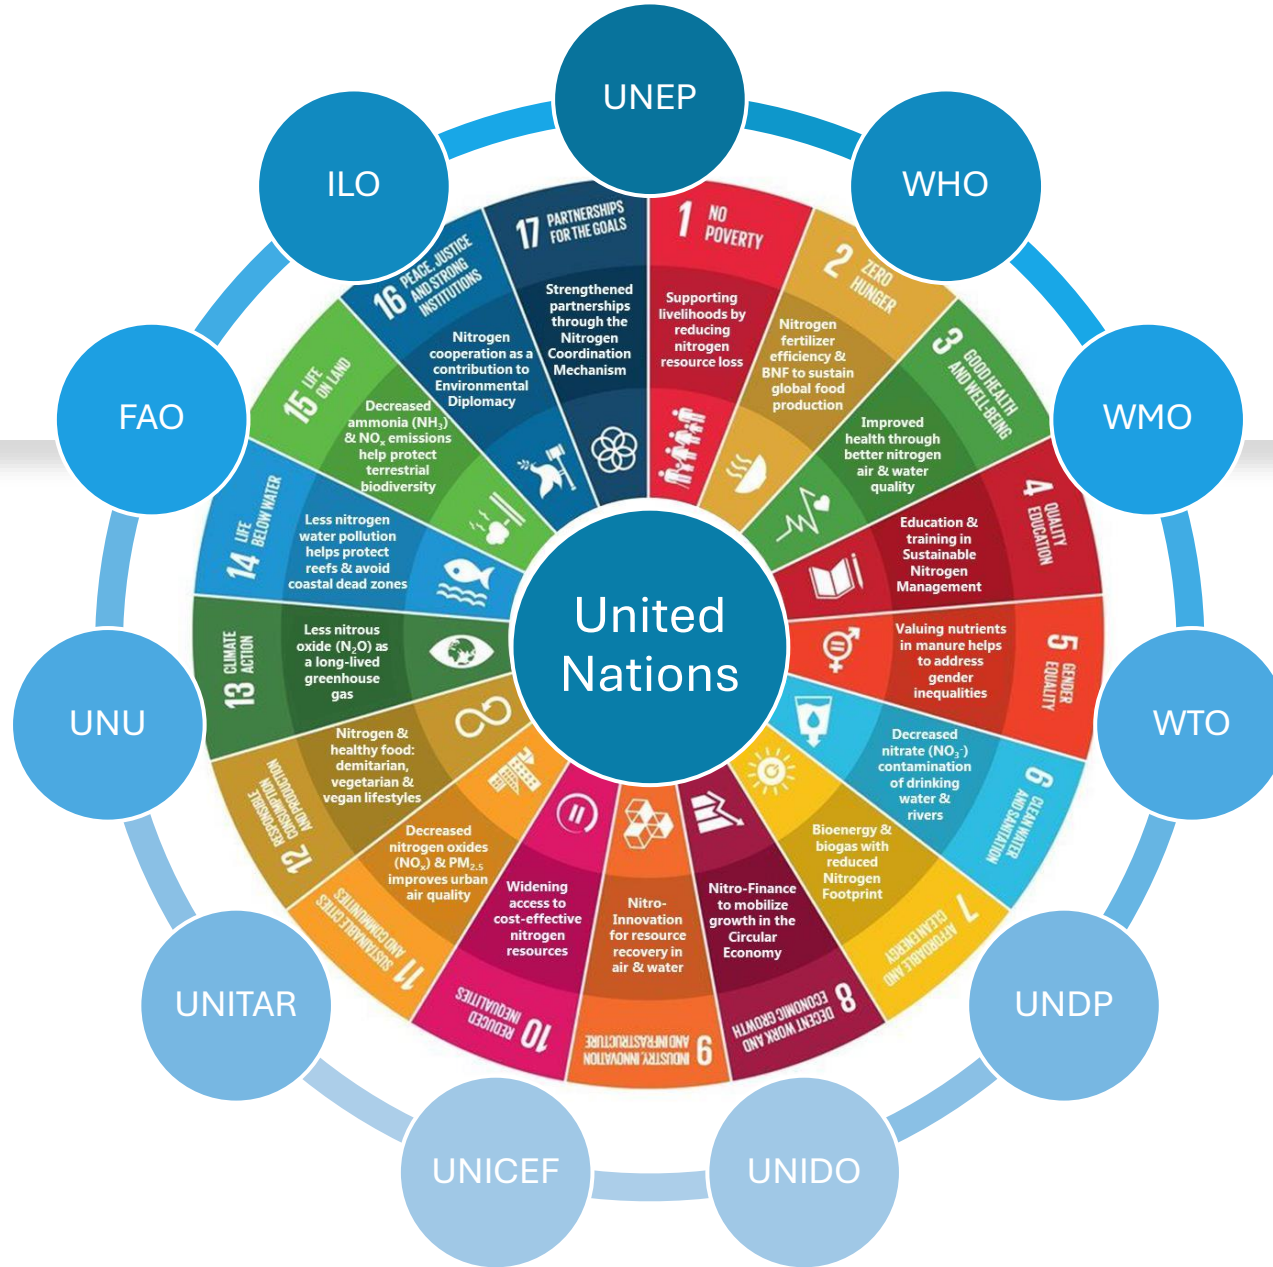 UNEP
WHO
WMO
WTO
UNDP
UNIDO
UNICEF
UNITAR
UNU
FAO
ILO
United
Nations
1 NO
POVERTY
Supporting
livelihoods by
reducing
nitrogen
resource loss
2 ZERO
HUNGER
Nitrogen
fertilizer
efficiency &
BNF to sustain
global food
production
3 GOOD HEALTH
AND WELL-BEING
Improved
health through
better nitrogen
air & water
quality
4 QUALITY
EDUCATION
Education &
training in
Sustainable
Nitrogen
Management
5 GENDER
EQUALITY
Valuing nutrients
in manure helps
to address
gender
inequalities
6 CLEAN WATER
AND SANITATION
Decreased
nitrate (NO₃⁻)
contamination
of drinking
water &
rivers
7 AFFORDABLE AND
CLEAN ENERGY
Bioenergy &
biogas with
reduced
Nitrogen
Footprint
8 DECENT WORK AND
ECONOMIC GROWTH
Nitro-Finance
to mobilize
growth in the
Circular
Economy
9 INDUSTRY, INNOVATION
AND INFRASTRUCTURE
Nitro-
Innovation
for resource
recovery in
air & water
10 REDUCED
INEQUALITIES
Widening
access to
cost-effective
nitrogen
resources
11 SUSTAINABLE CITIES
AND COMMUNITIES
Decreased
nitrogen oxides
(NOₓ) & PM₂.₅
improves urban
air quality
12 RESPONSIBLE
CONSUMPTION
AND PRODUCTION
Nitrogen &
healthy food:
demitarian,
vegetarian &
vegan lifestyles
13 CLIMATE
ACTION
Less nitrous
oxide (N₂O) as
a long-lived
greenhouse
gas
14 LIFE
BELOW WATER
Less nitrogen
water pollution
helps protect
reefs & avoid
coastal dead zones
15 LIFE
ON LAND
Decreased
ammonia (NH₃)
& NOₓ emissions
help protect
terrestrial
biodiversity
16 PEACE, JUSTICE
AND STRONG
INSTITUTIONS
Nitrogen
cooperation as a
contribution to
Environmental
Diplomacy
17 PARTNERSHIPS
FOR THE GOALS
Strengthened
partnerships
through the
Nitrogen
Coordination
Mechanism